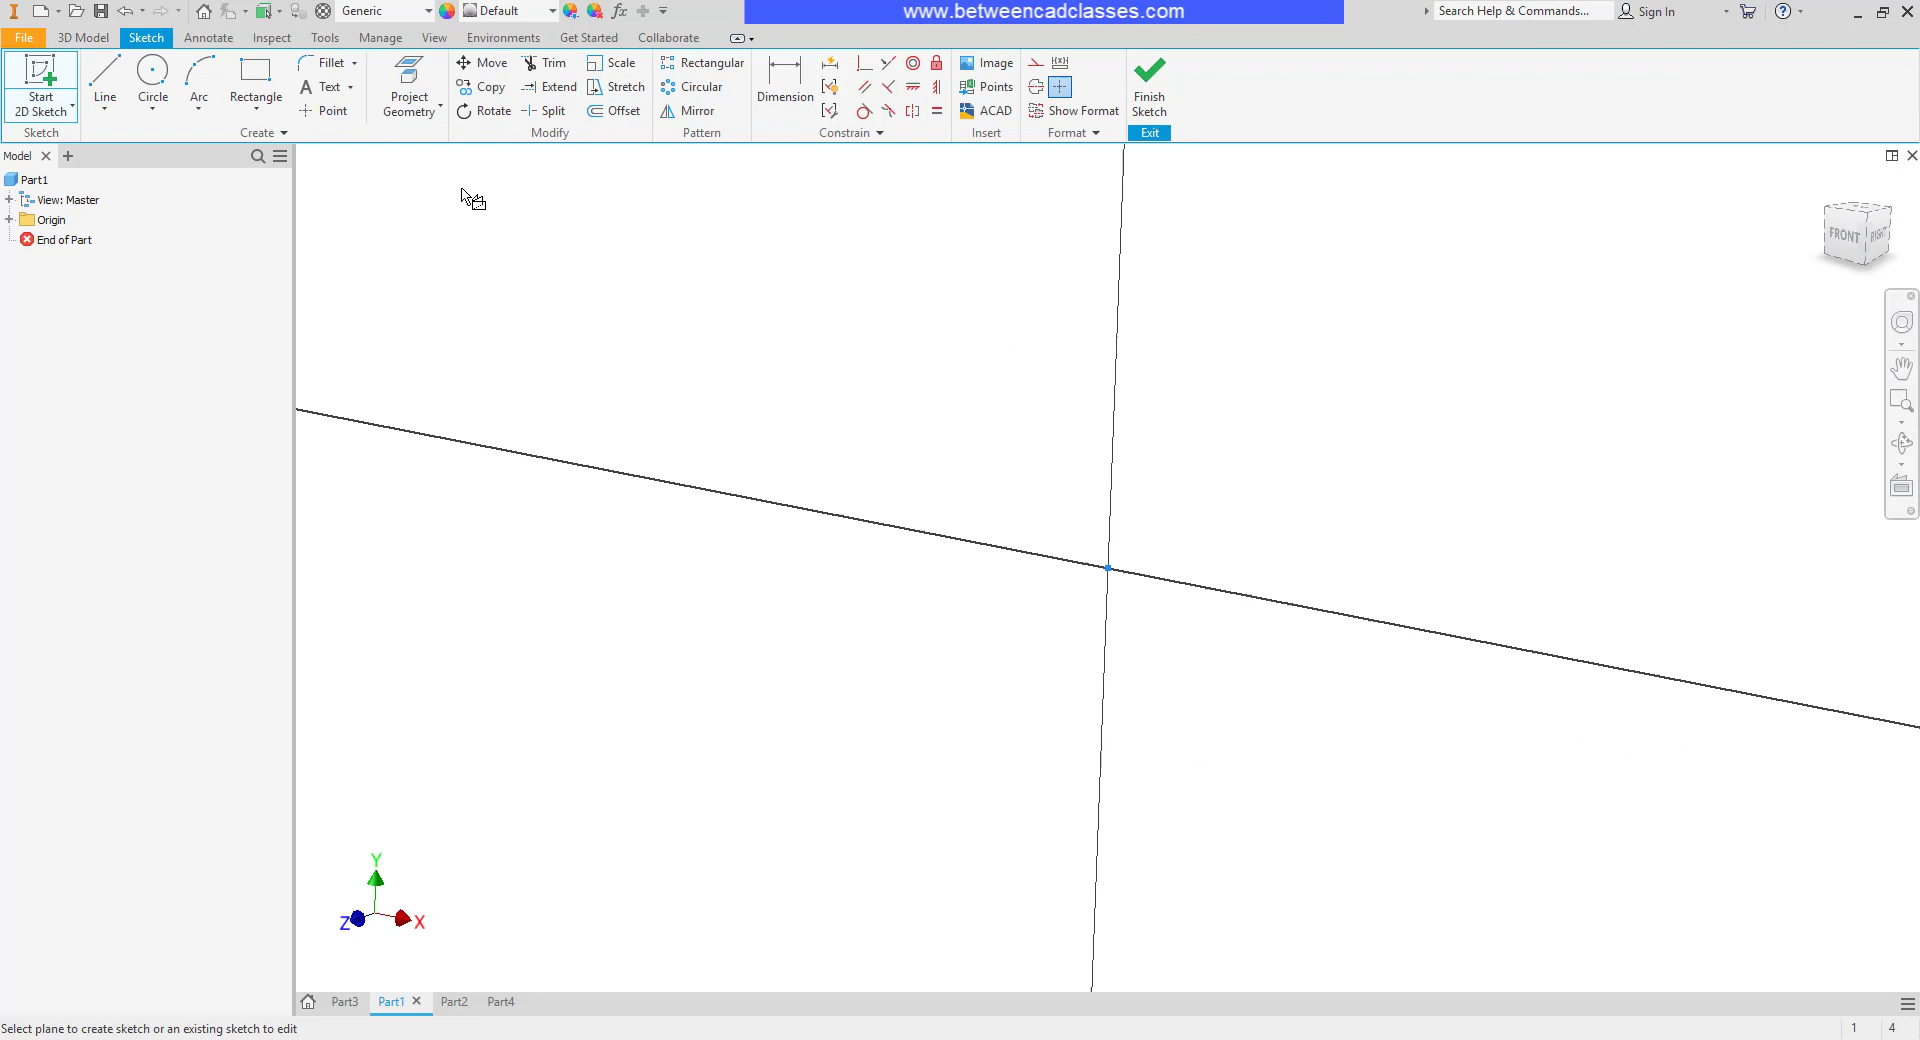 Generic
Default
www.betweencadclasses.com
Search Help & Commands...
Sign In
File
3D Model
Sketch
Annotate
Inspect
Tools
Manage
View
Environments
Get Started
Collaborate
Start
2D Sketch
Line
Circle
Arc
Rectangle
Fillet
Text
Point
Project
Geometry
Move
Copy
Rotate
Trim
Extend
Split
Scale
Stretch
Offset
Rectangular
Circular
Mirror
Dimension
Image
Points
ACAD
Show Format
Finish
Sketch
Sketch
Create
Modify
Pattern
Constrain
Insert
Format
Exit
Model
Part1
View: Master
Origin
End of Part
FRONT
RIGHT
Y
Z
X
Part3
Part1
Part2
Part4
Select plane to create sketch or an existing sketch to edit
1
4